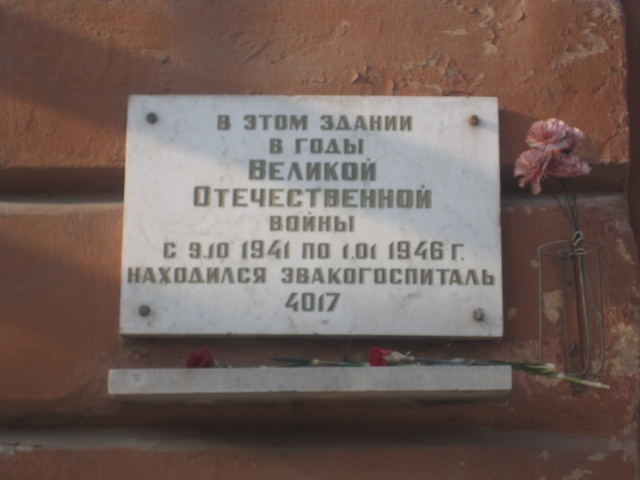 В ЭТОМ ЗДАНИИ
В ГОДЫ
ВЕЛИКОЙ
ОТЕЧЕСТВЕННОЙ
ВОЙНЫ
С 9.10 1941 ПО 1.01 1946 Г.
НАХОДИЛСЯ ЭВАКОГОСПИТАЛЬ
4017